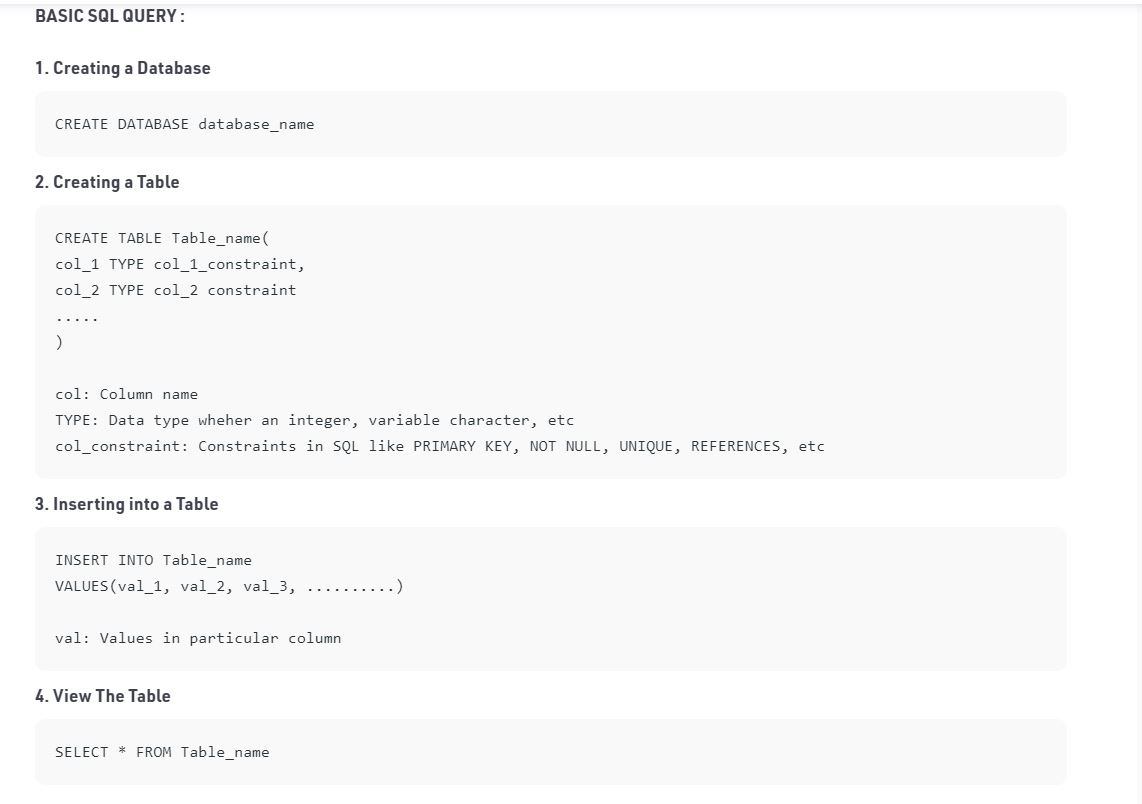 BASIC SQL QUERY :
1. Creating a Database
CREATE DATABASE database_name
2. Creating a Table
CREATE TABLE Table_name(
col_1 TYPE col_1_constraint,
col_2 TYPE col_2 constraint
.....
)
col: Column name
TYPE: Data type wheher an integer, variable character, etc
col_constraint: Constraints in SQL like PRIMARY KEY, NOT NULL, UNIQUE, REFERENCES, etc
3. Inserting into a Table
INSERT INTO Table_name
VALUES(val_1, val_2, val_3, ..........)
val: Values in particular column
4. View The Table
SELECT * FROM Table_name